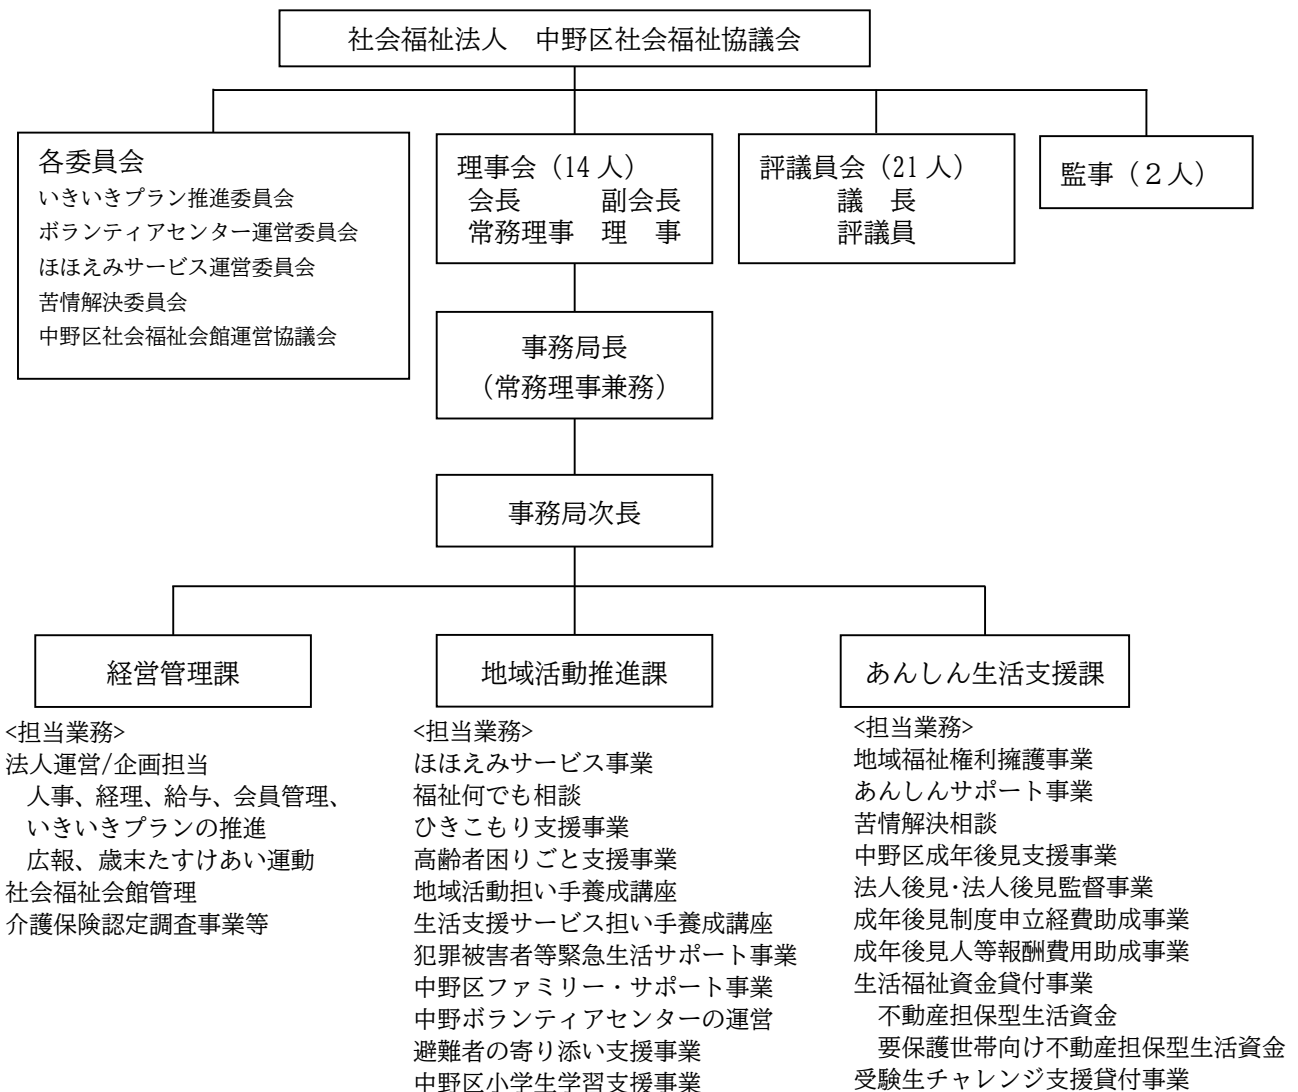 社会福祉法人　中野区社会福祉協議会
各委員会
いきいきプラン推進委員会
ボランティアセンター運営委員会
ほほえみサービス運営委員会
苦情解決委員会
中野区社会福祉会館運営協議会
理事会（14人）
会長　　　副会長
常務理事　理　事
評議員会（21人）
議　長
評議員
監事（２人）
事務局長
（常務理事兼務）
事務局次長
経営管理課
<担当業務>
法人運営/企画担当
人事、経理、給与、会員管理、
いきいきプランの推進
広報、歳末たすけあい運動
社会福祉会館管理
介護保険認定調査事業等
地域活動推進課
<担当業務>
ほほえみサービス事業
福祉何でも相談
ひきこもり支援事業
高齢者困りごと支援事業
地域活動担い手養成講座
生活支援サービス担い手養成講座
犯罪被害者等緊急生活サポート事業
中野区ファミリー・サポート事業
中野ボランティアセンターの運営
避難者の寄り添い支援事業
中野区小学生学習支援事業
あんしん生活支援課
<担当業務>
地域福祉権利擁護事業
あんしんサポート事業
苦情解決相談
中野区成年後見支援事業
法人後見･法人後見監督事業
成年後見制度申立経費助成事業
成年後見人等報酬費用助成事業
生活福祉資金貸付事業
不動産担保型生活資金
要保護世帯向け不動産担保型生活資金
受験生チャレンジ支援貸付事業